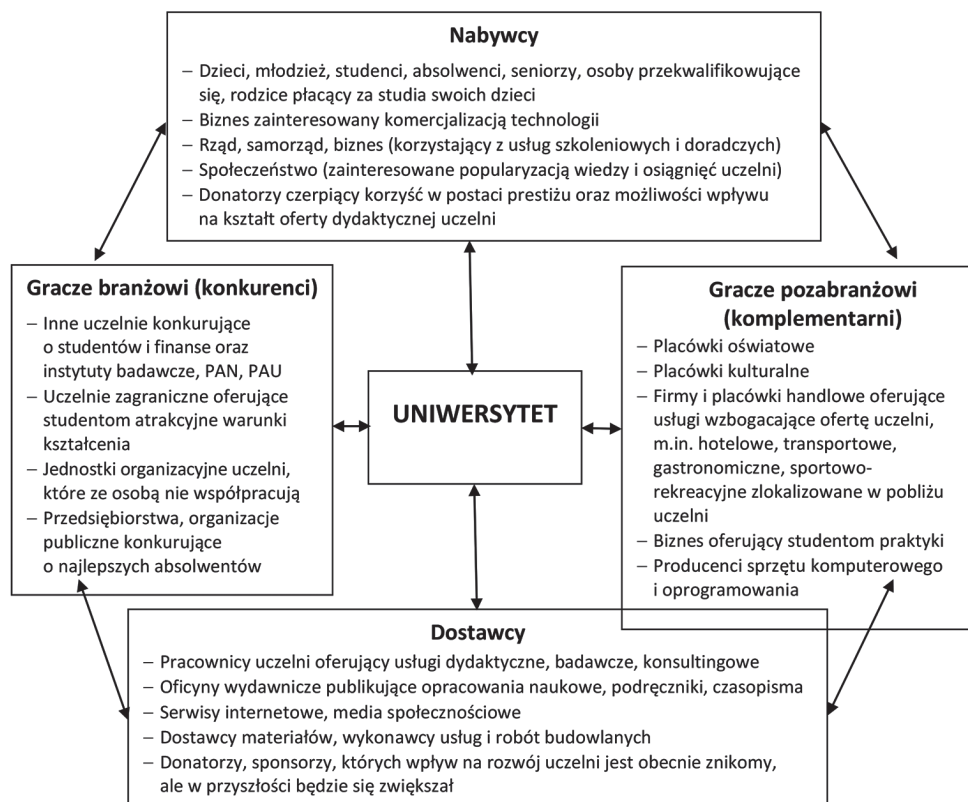 Nabywcy
– Dzieci, młodzież, studenci, absolwenci, seniorzy, osoby przekwalifikowujące
się, rodzice płacący za studia swoich dzieci
– Biznes zainteresowany komercjalizacją technologii
– Rząd, samorząd, biznes (korzystający z usług szkoleniowych i doradczych)
– Społeczeństwo (zainteresowane popularyzacją wiedzy i osiągnięć uczelni)
– Donatorzy czerpiący korzyść w postaci prestiżu oraz możliwości wpływu
na kształt oferty dydaktycznej uczelni
Gracze branżowi (konkurenci)
– Inne uczelnie konkurujące
o studentów i finanse oraz
instytuty badawcze, PAN, PAU
– Uczelnie zagraniczne oferujące
studentom atrakcyjne warunki
kształcenia
– Jednostki organizacyjne uczelni,
które ze osobą nie współpracują
– Przedsiębiorstwa, organizacje
publiczne konkurujące
o najlepszych absolwentów
UNIWERSYTET
Gracze pozabranżowi
(komplementarni)
– Placówki oświatowe
– Placówki kulturalne
– Firmy i placówki handlowe oferujące
usługi wzbogacające ofertę uczelni,
m.in. hotelowe, transportowe,
gastronomiczne, sportowo-
rekreacyjne zlokalizowane w pobliżu
uczelni
– Biznes oferujący studentom praktyki
– Producenci sprzętu komputerowego
i oprogramowania
Dostawcy
– Pracownicy uczelni oferujący usługi dydaktyczne, badawcze, konsultingowe
– Oficyny wydawnicze publikujące opracowania naukowe, podręczniki, czasopisma
– Serwisy internetowe, media społecznościowe
– Dostawcy materiałów, wykonawcy usług i robót budowlanych
– Donatorzy, sponsorzy, których wpływ na rozwój uczelni jest obecnie znikomy,
ale w przyszłości będzie się zwiększał